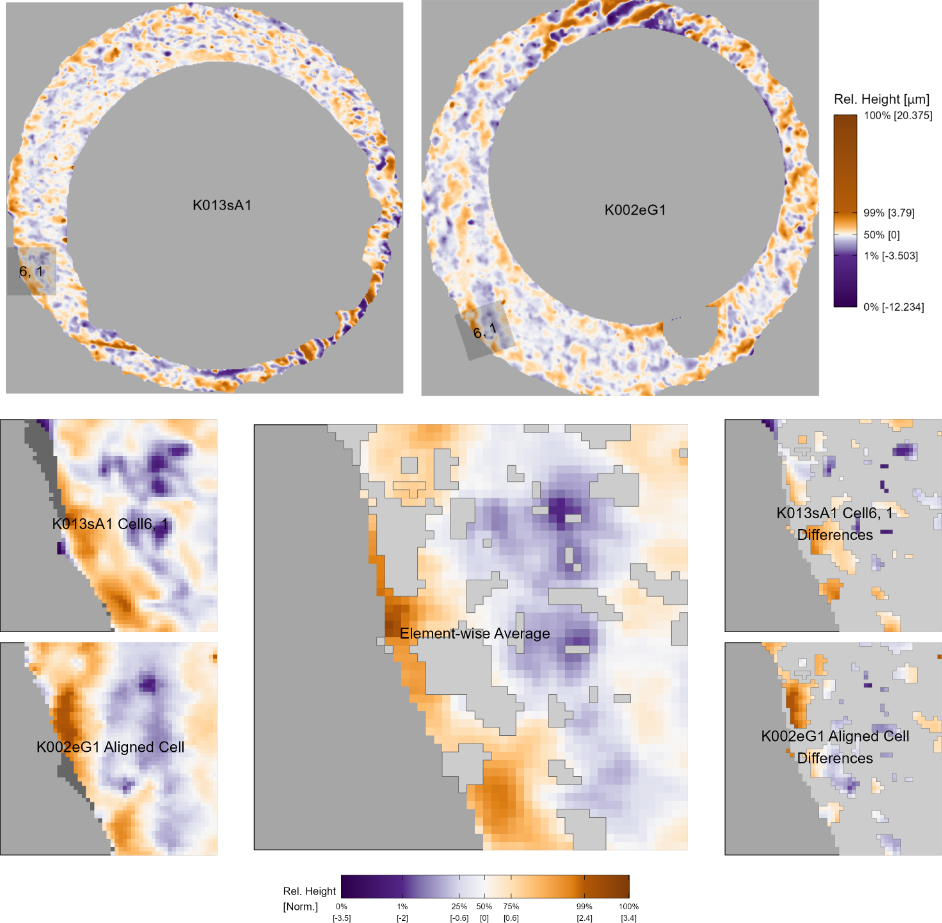 K013sA1
K002eG1
6, 1
6, 1
Rel. Height [µm]
100% [20.375]
99% [3.79]
50% [0]
1% [-3.503]
0% [-12.234]
K013sA1 Cell6, 1
Element-wise Average
K013sA1 Cell6, 1
Differences
K002eG1 Aligned Cell
K002eG1 Aligned Cell
Differences
Rel. Height
[Norm.]
0% 1% 25% 50% 75% 99% 100%
[-3.5] [-2] [-0.6] [0] [0.6] [2.4] [3.4]